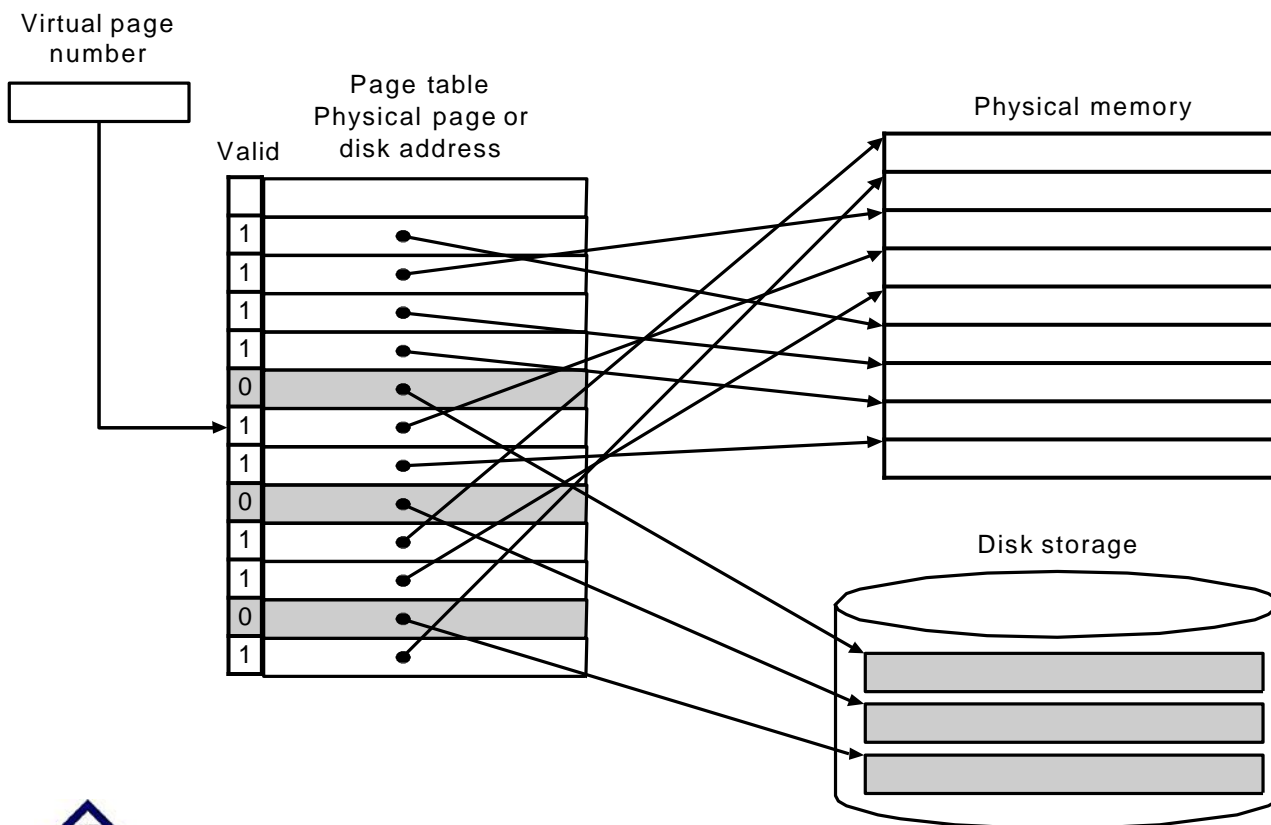 Virtual page
number
Page table
Physical page or
disk address
Valid
Physical memory
1
1
1
1
0
1
1
0
1
1
0
1
Disk storage